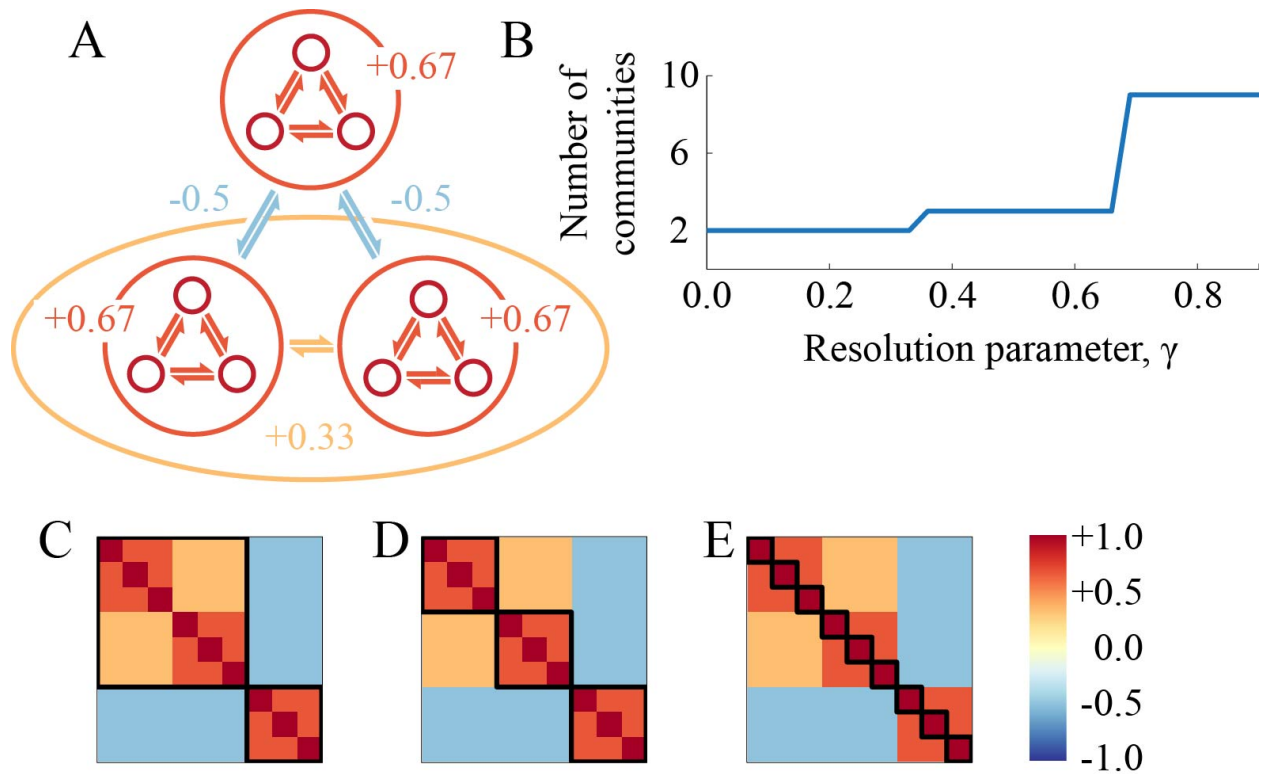 A
+0.67
-0.5
-0.5
+0.67
+0.67
+0.33
B
Number of
communities
10
6
2
0.0 0.2 0.4 0.6 0.8
Resolution parameter, γ
C
D
E
+1.0
+0.5
0.0
-0.5
-1.0